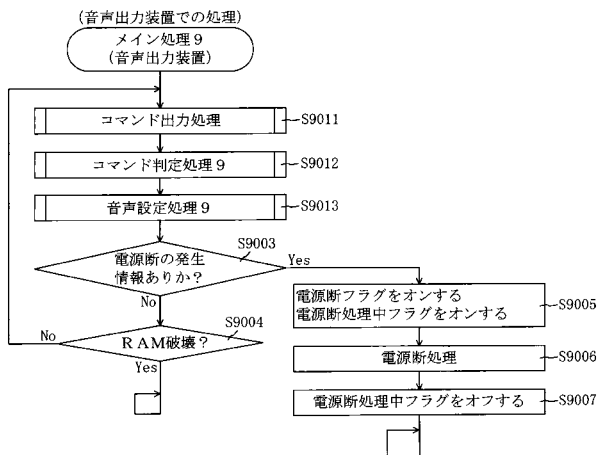 (音声出力装置での処理)
メイン処理9
(音声出力装置)
コマンド出力処理
S9011
コマンド判定処理9
S9012
音声設定処理9
S9013
電源断の発生
情報ありか?
S9003
Yes
No
RAM破壊?
S9004
No
Yes
電源断フラグをオンする
電源断処理中フラグをオンする
S9005
電源断処理
S9006
電源断処理中フラグをオフする
S9007